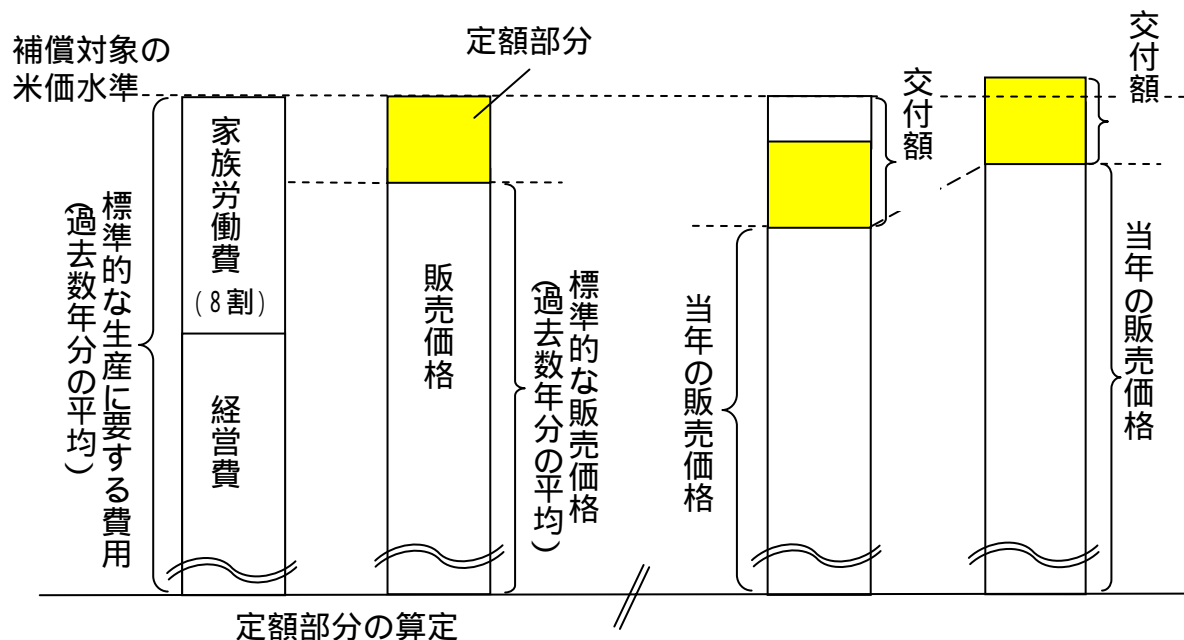 補償対象の
米価水準
定額部分
交付額
交付額
家族労働費
(8割)
経営費
標準的な生産に要する費用
(過去数年分の平均)
販売価格
標準的な販売価格
(過去数年分の平均)
当年の販売価格
当年の販売価格
定額部分の算定